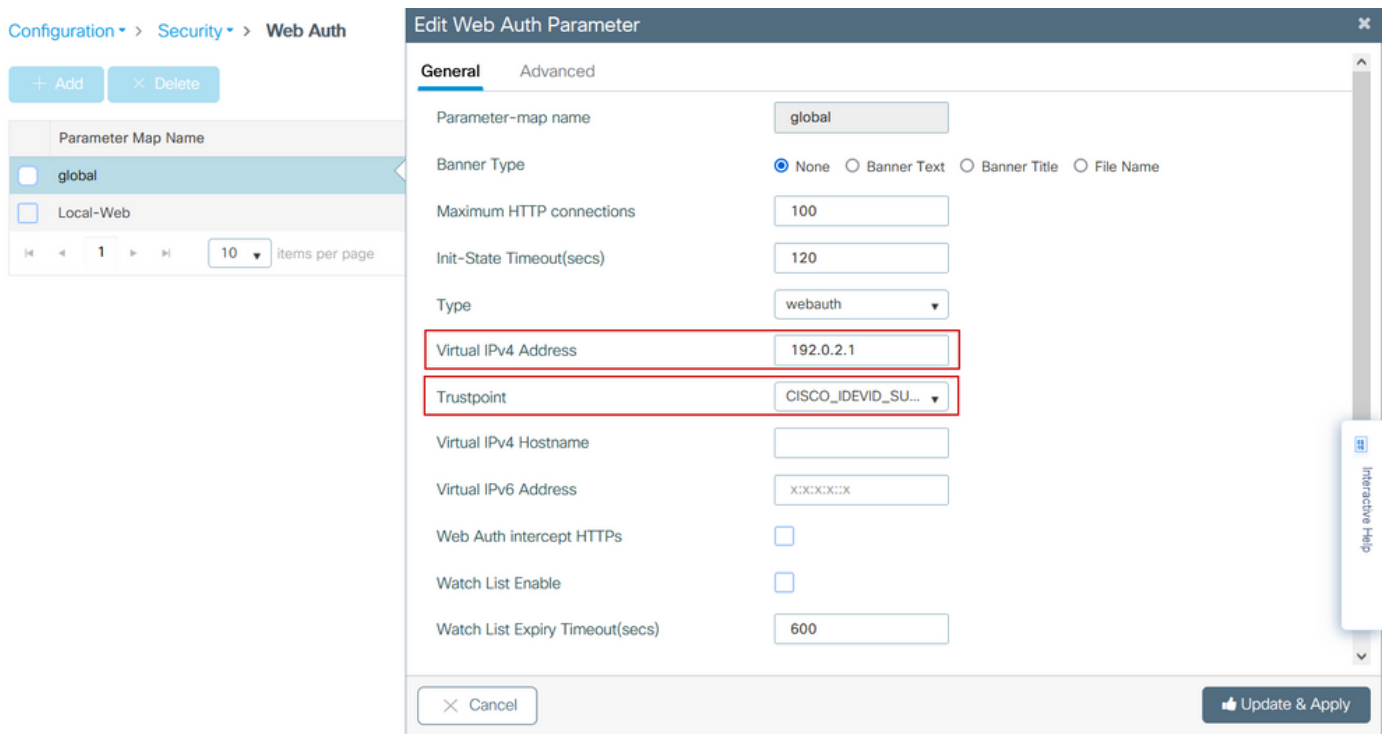 Configuration > Security > Web Auth
+ Add × Delete
Parameter Map Name
global
Local-Web
1 10 items per page
Edit Web Auth Parameter
General Advanced
Parameter-map name global
Banner Type None Banner Text Banner Title File Name
Maximum HTTP connections 100
Init-State Timeout(secs) 120
Type webauth
Virtual IPv4 Address 192.0.2.1
Trustpoint CISCO_IDEVID_SU...
Virtual IPv4 Hostname
Virtual IPv6 Address x:x:x:x::x
Web Auth intercept HTTPs
Watch List Enable
Watch List Expiry Timeout(secs) 600
Cancel Update & Apply
Interactive Help